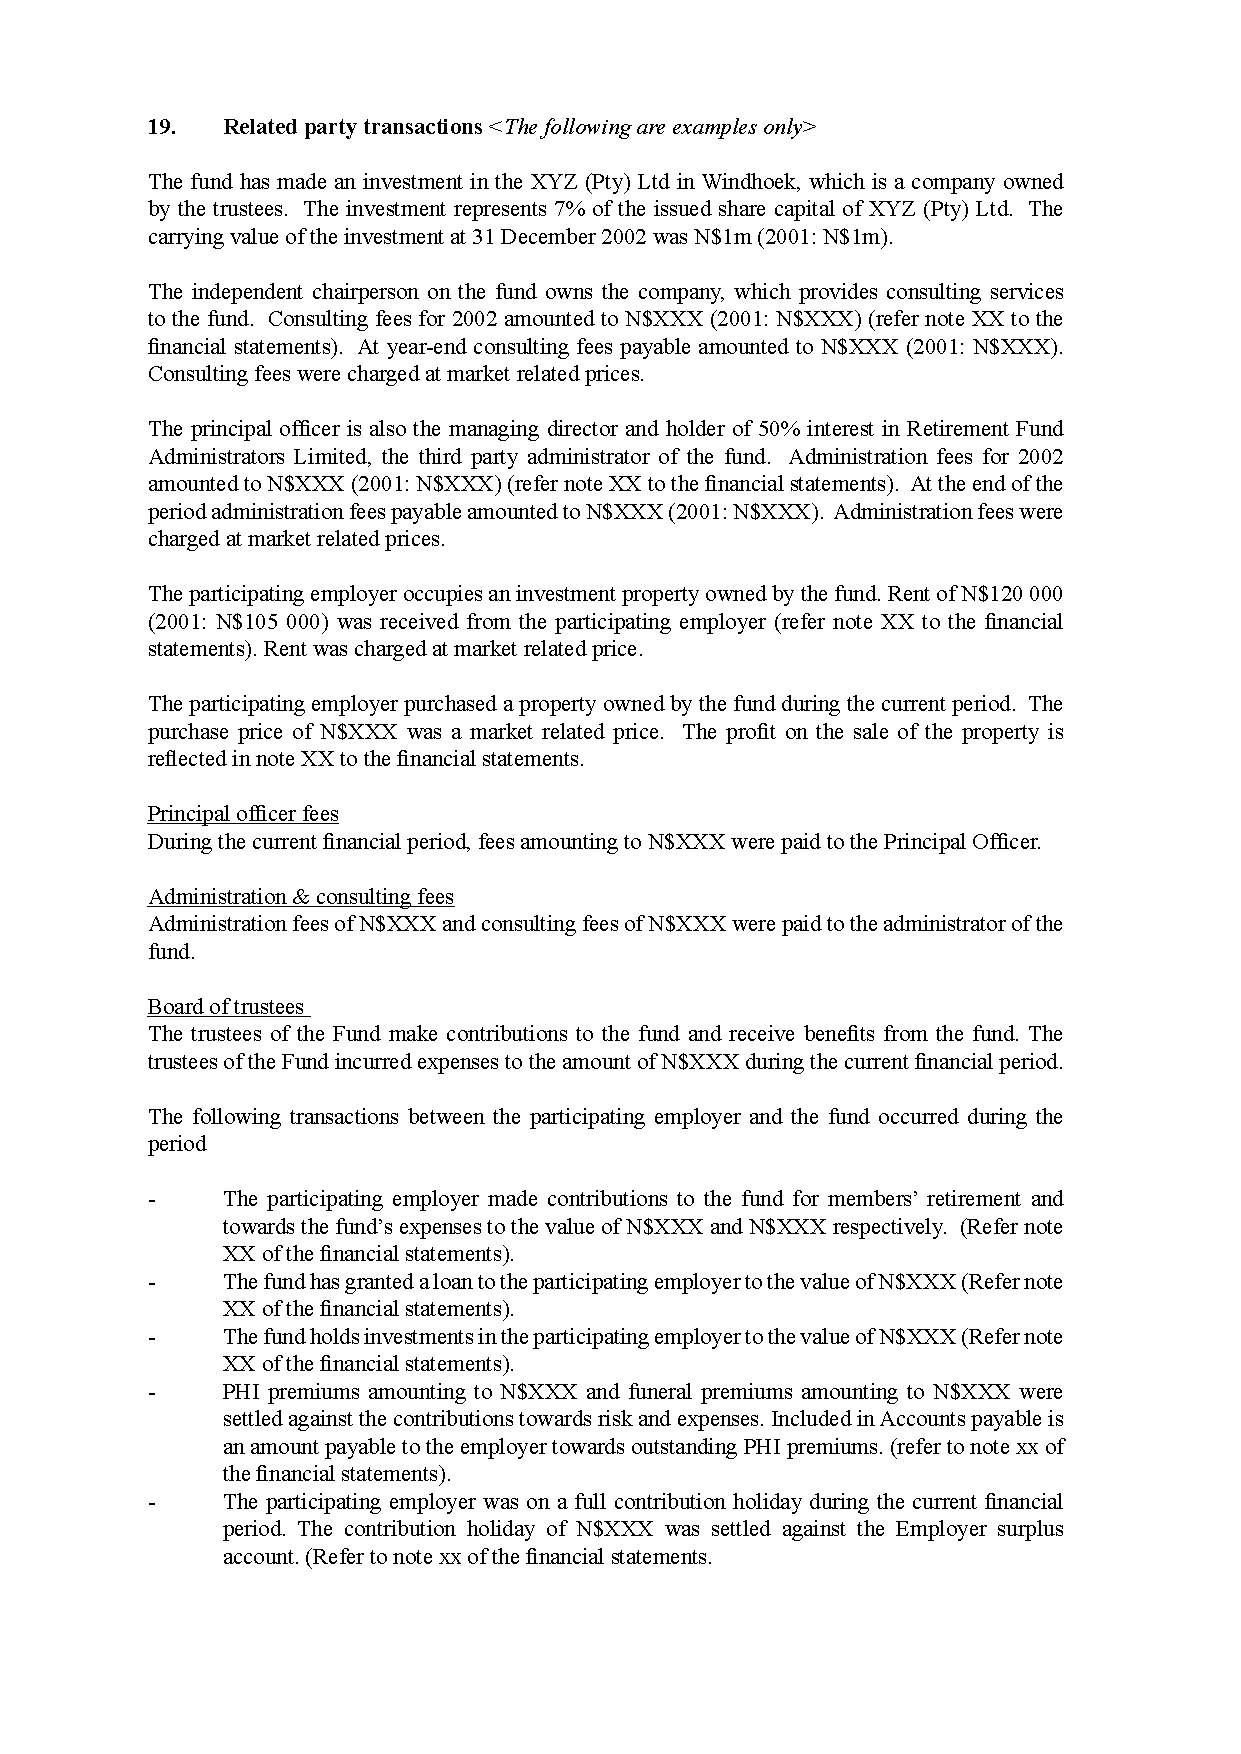 19. Related party transactions <The following are examples only>
The fund has made an investment in the XYZ (Pty) Ltd in Windhoek, which is a company owned
by the trustees. The investment represents 7% of the issued share capital of XYZ (Pty) Ltd. The
carrying value of the investment at 31 December 2002 was N$1m (2001: N$1m).
The independent chairperson on the fund owns the company, which provides consulting services
to the fund. Consulting fees for 2002 amounted to N$XXX (2001: N$XXX) (refer note XX to the
financial statements). At year-end consulting fees payable amounted to N$XXX (2001: N$XXX).
Consulting fees were charged at market related prices.
The principal officer is also the managing director and holder of 50% interest in Retirement Fund
Administrators Limited, the third party administrator of the fund. Administration fees for 2002
amounted to N$XXX (2001: N$XXX) (refer note XX to the financial statements). At the end of the
period administration fees payable amounted to N$XXX (2001: N$XXX). Administration fees were
charged at market related prices.
The participating employer occupies an investment property owned by the fund. Rent of N$120 000
(2001: N$105 000) was received from the participating employer (refer note XX to the financial
statements). Rent was charged at market related price.
The participating employer purchased a property owned by the fund during the current period. The
purchase price of N$XXX was a market related price. The profit on the sale of the property is
reflected in note XX to the financial statements.
Principal officer fees
During the current financial period, fees amounting to N$XXX were paid to the Principal Officer.
Administration & consulting fees
Administration fees of N$XXX and consulting fees of N$XXX were paid to the administrator of the
fund.
Board of trustees
The trustees of the Fund make contributions to the fund and receive benefits from the fund. The
trustees of the Fund incurred expenses to the amount of N$XXX during the current financial period.
The following transactions between the participating employer and the fund occurred during the
period
- The participating employer made contributions to the fund for members’ retirement and
towards the fund’s expenses to the value of N$XXX and N$XXX respectively. (Refer note
XX of the financial statements).
- The fund has granted a loan to the participating employer to the value of N$XXX (Refer note
XX of the financial statements).
- The fund holds investments in the participating employer to the value of N$XXX (Refer note
XX of the financial statements).
- PHI premiums amounting to N$XXX and funeral premiums amounting to N$XXX were
settled against the contributions towards risk and expenses. Included in Accounts payable is
an amount payable to the employer towards outstanding PHI premiums. (refer to note xx of
the financial statements).
- The participating employer was on a full contribution holiday during the current financial
period. The contribution holiday of N$XXX was settled against the Employer surplus
account. (Refer to note xx of the financial statements.